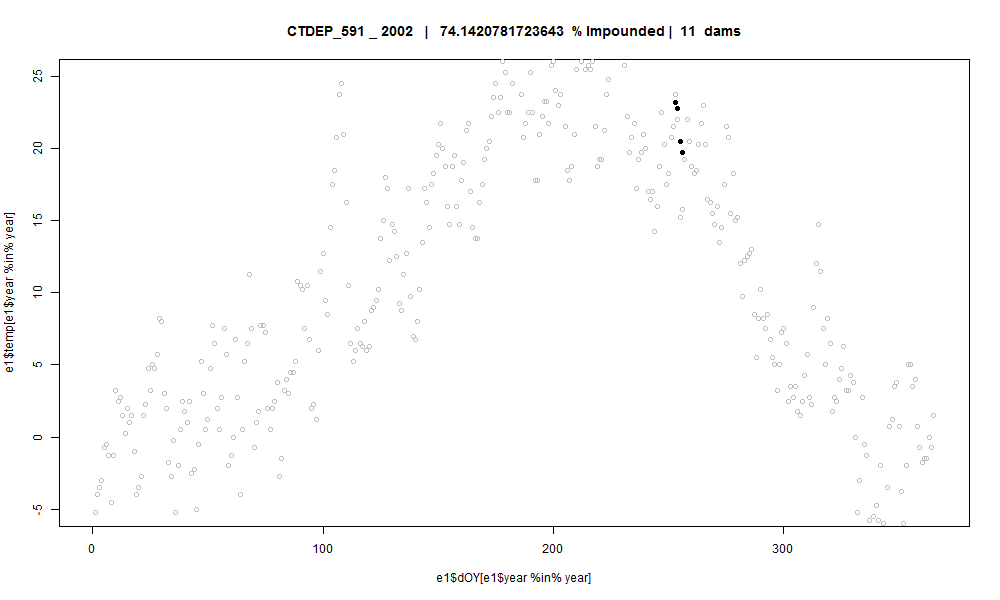 CTDEP_591 _ 2002 | 74.1420781723643 % Impounded | 11 dams
e1$temp[e1$year %in% year]
25
20
15
10
5
0
-5
0 100 200 300
e1$dOY[e1$year %in% year]